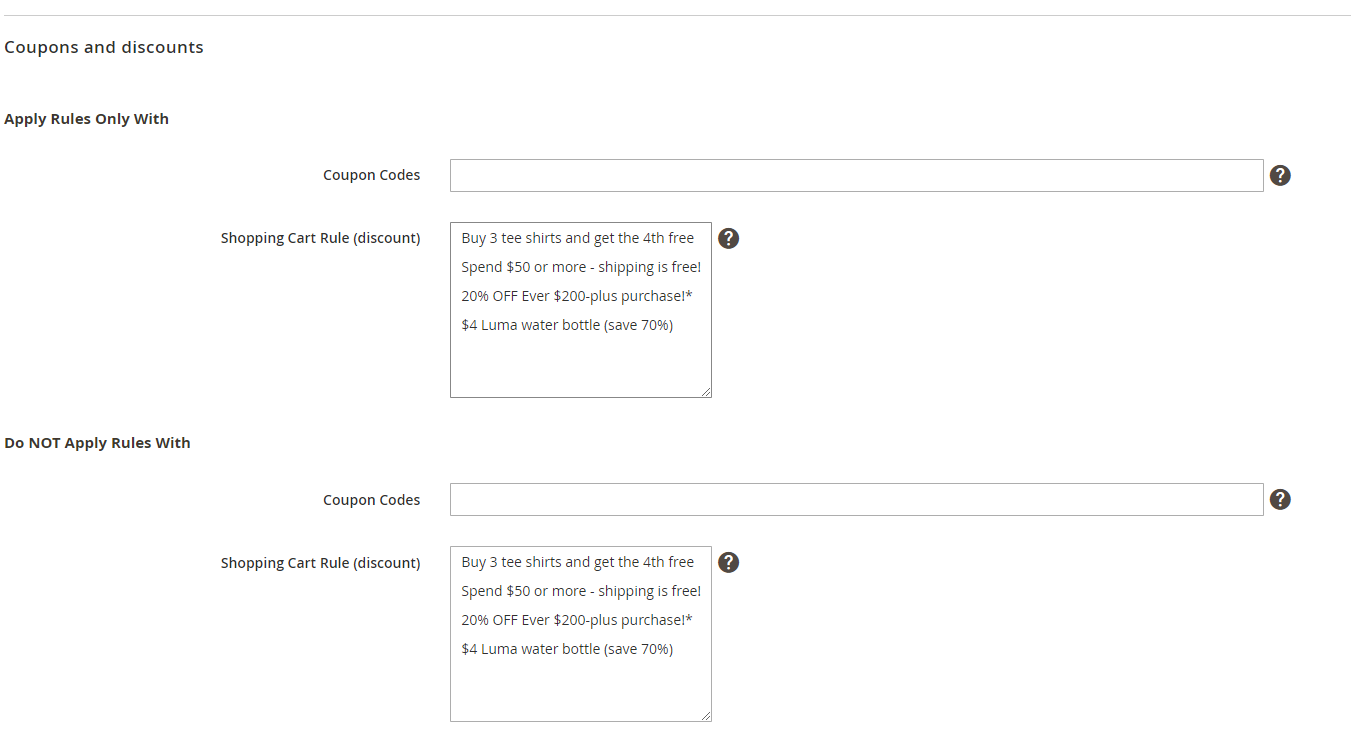 Coupons and discounts
Apply Rules Only With
Coupon Codes
?
Shopping Cart Rule (discount)
Buy 3 tee shirts and get the 4th free
?
Spend $50 or more - shipping is free!
20% OFF Ever $200-plus purchase!*
$4 Luma water bottle (save 70%)
Do NOT Apply Rules With
Coupon Codes
?
Shopping Cart Rule (discount)
Buy 3 tee shirts and get the 4th free
?
Spend $50 or more - shipping is free!
20% OFF Ever $200-plus purchase!*
$4 Luma water bottle (save 70%)